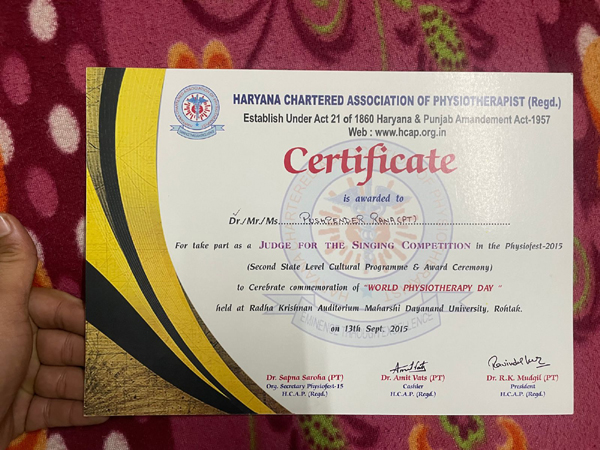 HARYANA CHARTERED ASSOCIATION OF PHYSIOTHERAPIST (Regd.)
Establish Under Act 21 of 1860 Haryana & Punjab Amandement Act-1957
Web : www.hcap.org.in
Certificate
is awarded to
Dr./Mr./Ms. PUSHPENDER RANA (PT)
For take part as a JUDGE FOR THE SINGING COMPETITION in the Physiofest-2015
(Second State Level Cultural Programme & Award Ceremony)
to Cerebrate commemoration of "WORLD PHYSIOTHERAPY DAY "
held at Radha Krishnan Auditorium Maharshi Dayanand University, Rohtak.
on 13th Sept. 2015
Dr. Sapna Saroha (PT) Dr. Amit Vats (PT) Dr. R.K. Mudgil (PT)
Org. Secretary Physiofest-15 Cashier President
H.C.A.P. (Regd.) H.C.A.P. (Regd.) H.C.A.P. (Regd.)